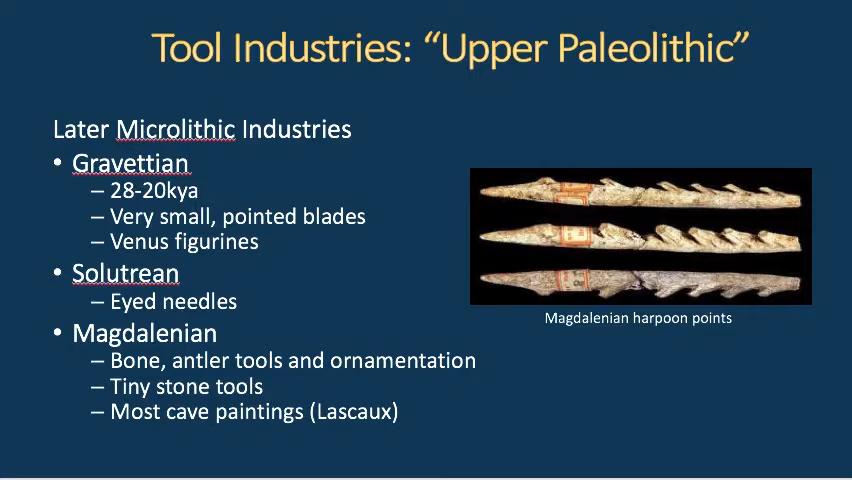 Tool Industries: “Upper Paleolithic”
Later Microlithic Industries
• Gravettian
– 28-20kya
– Very small, pointed blades
– Venus figurines
• Solutrean
– Eyed needles
• Magdalenian
– Bone, antler tools and ornamentation
– Tiny stone tools
– Most cave paintings (Lascaux)
Magdalenian harpoon points